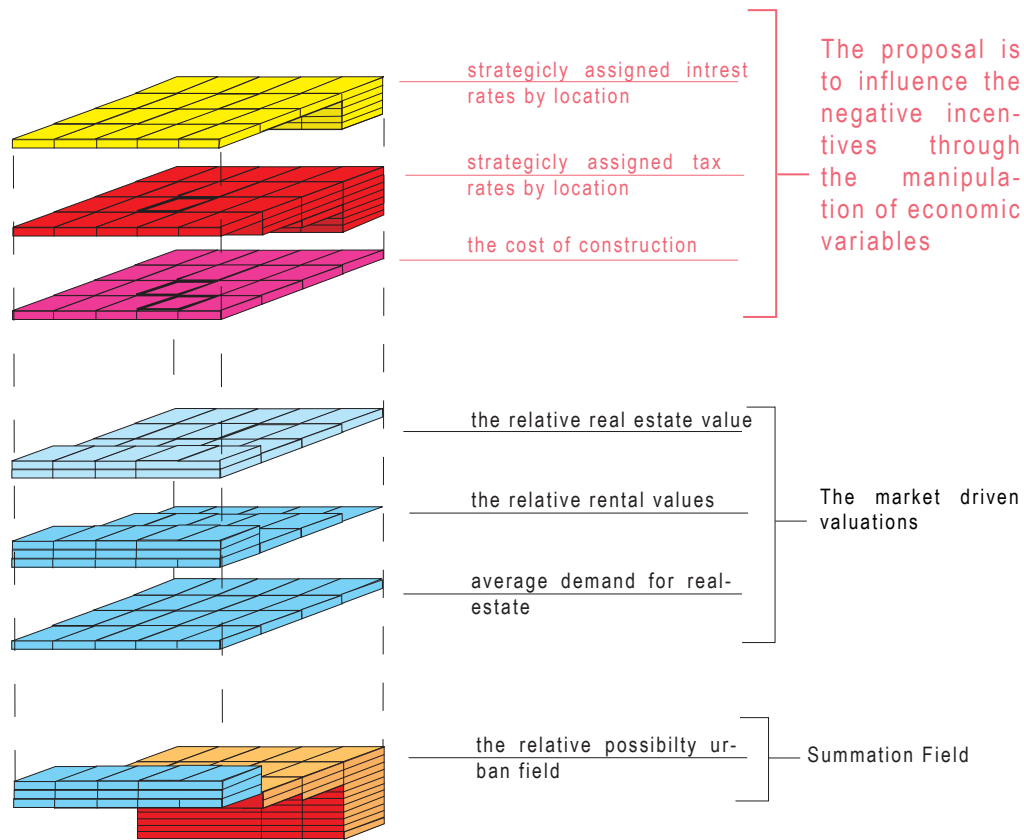 strategicly assigned intrest
rates by location
strategicly assigned tax
rates by location
the cost of construction
The proposal is
to influence the
negative incen-
tives through
the manipula-
tion of economic
variables
the relative real estate value
the relative rental values
average demand for real-
estate
The market driven
valuations
the relative possibilty ur-
ban field
Summation Field